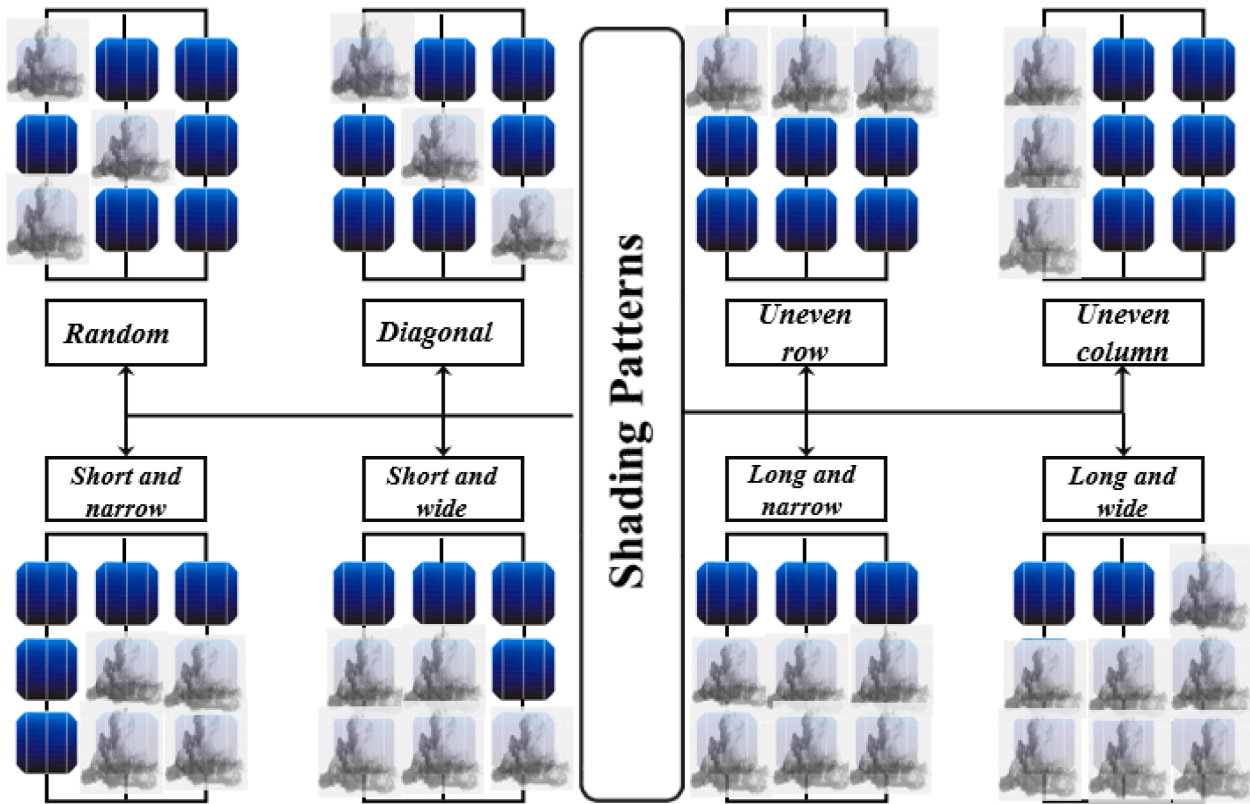 Random
Diagonal
Uneven
row
Uneven
column
Shading Patterns
Short and
narrow
Short and
wide
Long and
narrow
Long and
wide